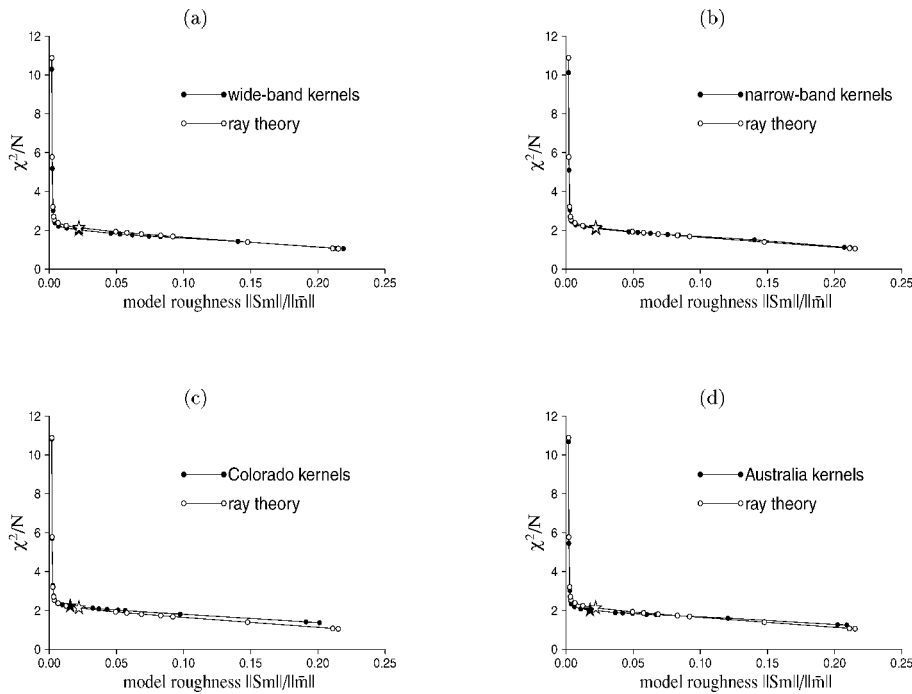 (a)
12
10
8
6
4
2
0
χ²/N
wide-band kernels
ray theory
0.00 0.05 0.10 0.15 0.20 0.25
model roughness ||Sm||/||m̄||
(b)
12
10
8
6
4
2
0
χ²/N
narrow-band kernels
ray theory
0.00 0.05 0.10 0.15 0.20 0.25
model roughness ||Sm||/||m̄||
(c)
12
10
8
6
4
2
0
χ²/N
Colorado kernels
ray theory
0.00 0.05 0.10 0.15 0.20 0.25
model roughness ||Sm||/||m̄||
(d)
12
10
8
6
4
2
0
χ²/N
Australia kernels
ray theory
0.00 0.05 0.10 0.15 0.20 0.25
model roughness ||Sm||/||m̄||